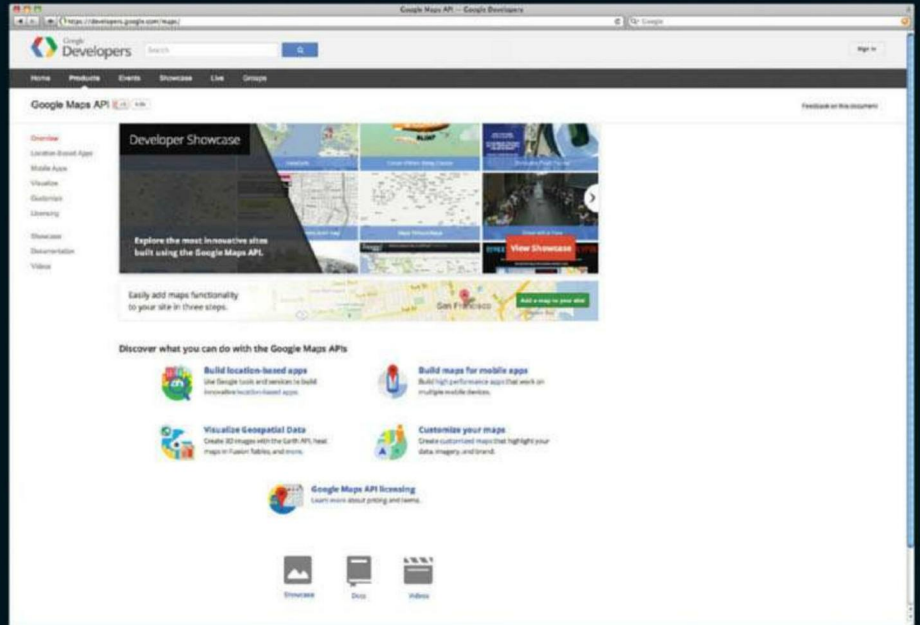 Google Maps API — Google Developers
https://developers.google.com/maps/
Google
Google
Developers
Search
Sign in
Home Products Events Showcase Live Groups
Google Maps API
Feedback on this document
Overview
Location-Based Apps
Mobile Apps
Visualize
Customize
Licensing
Showcase
Documentation
Videos
Developer Showcase
Explore the most innovative sites
built using the Google Maps API.
View Showcase
Easily add maps functionality
to your site in three steps.
San Francisco
Add a map to your site
Discover what you can do with the Google Maps APIs
Build location-based apps
Use Google tools and services to build
innovative location-based apps.
Build maps for mobile apps
Build high performance apps that work on
multiple mobile devices.
Visualize Geospatial Data
Create 3D images with the Earth API, heat
maps in Fusion Tables, and more.
Customize your maps
Create customized maps that highlight your
data, imagery, and brand.
Google Maps API licensing
Learn more about pricing and terms.
Showcase
Docs
Videos